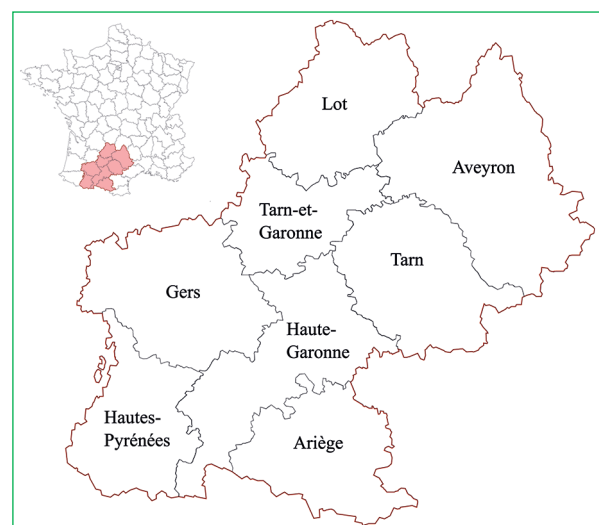 Lot
Aveyron
Tarn-et-
Garonne
Tarn
Gers
Haute-
Garonne
Hautes-
Pyrénées
Ariège